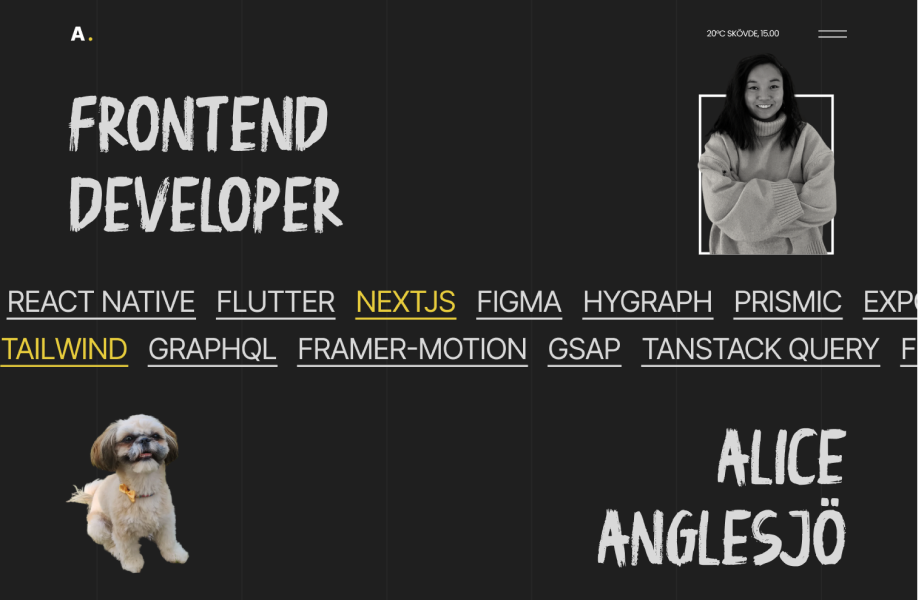 A.
20°C SKÖVDE, 15.00
FRONTEND
DEVELOPER
REACT NATIVE FLUTTER NEXTJS FIGMA HYGRAPH PRISMIC EXPO
TAILWIND GRAPHQL FRAMER-MOTION GSAP TANSTACK QUERY F
ALICE
ANGLESJÖ